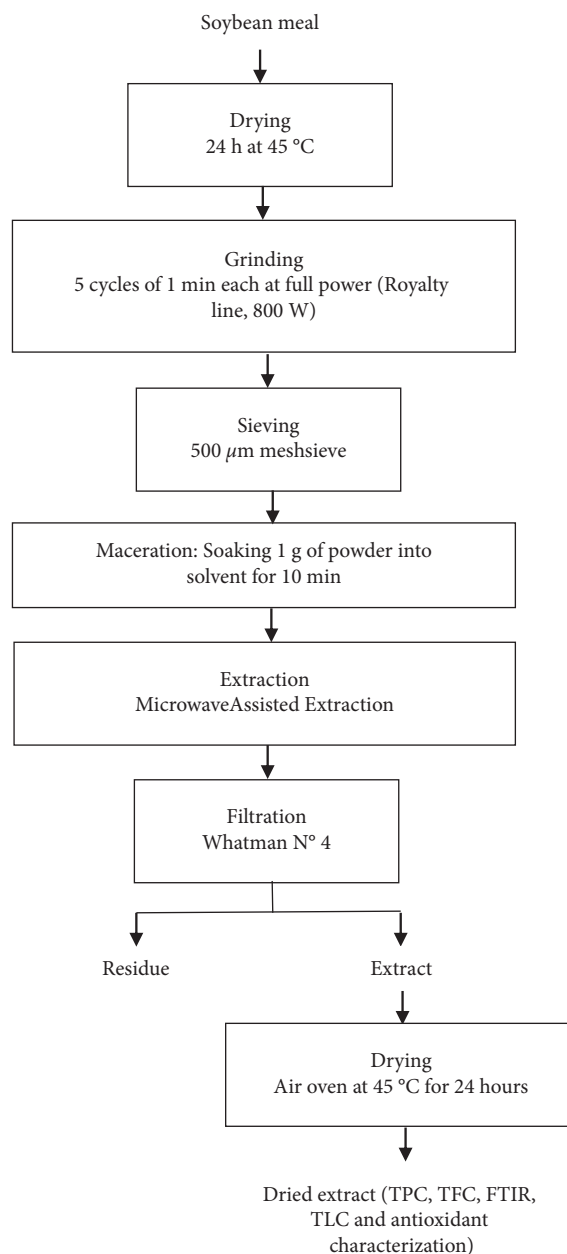 Soybean meal
Drying
24 h at 45 °C
Grinding
5 cycles of 1 min each at full power (Royalty
line, 800 W)
Sieving
500 µm meshsieve
Maceration: Soaking 1 g of powder into
solvent for 10 min
Extraction
MicrowaveAssisted Extraction
Filtration
Whatman N° 4
Residue
Extract
Drying
Air oven at 45 °C for 24 hours
Dried extract (TPC, TFC, FTIR,
TLC and antioxidant
characterization)